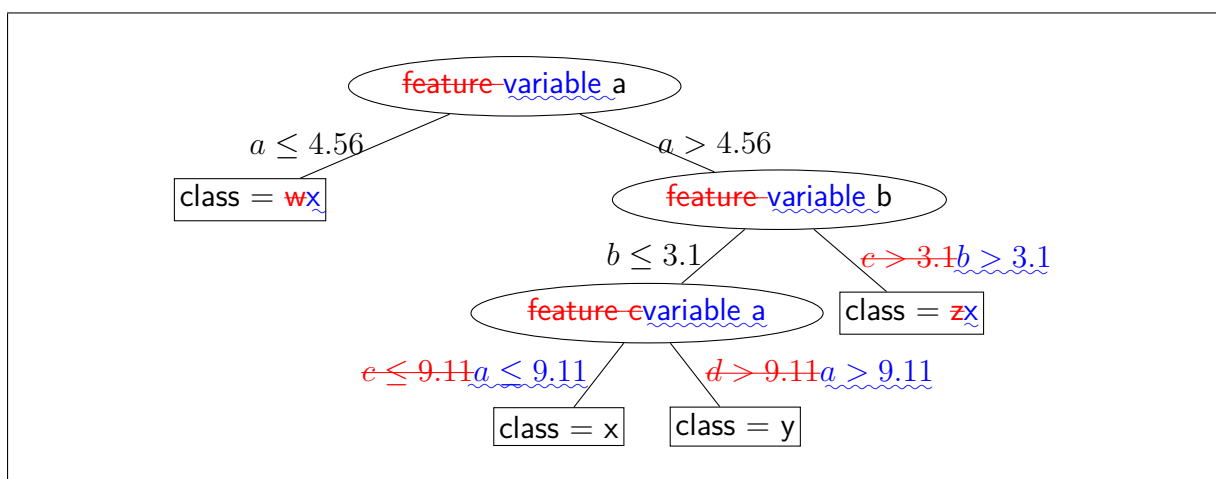 feature variable a
a ≤ 4.56
a > 4.56
class = wx
feature variable b
b ≤ 3.1
c > 3.1b > 3.1
feature cvariable a
class = zx
c ≤ 9.11a ≤ 9.11
d > 9.11a > 9.11
class = x
class = y